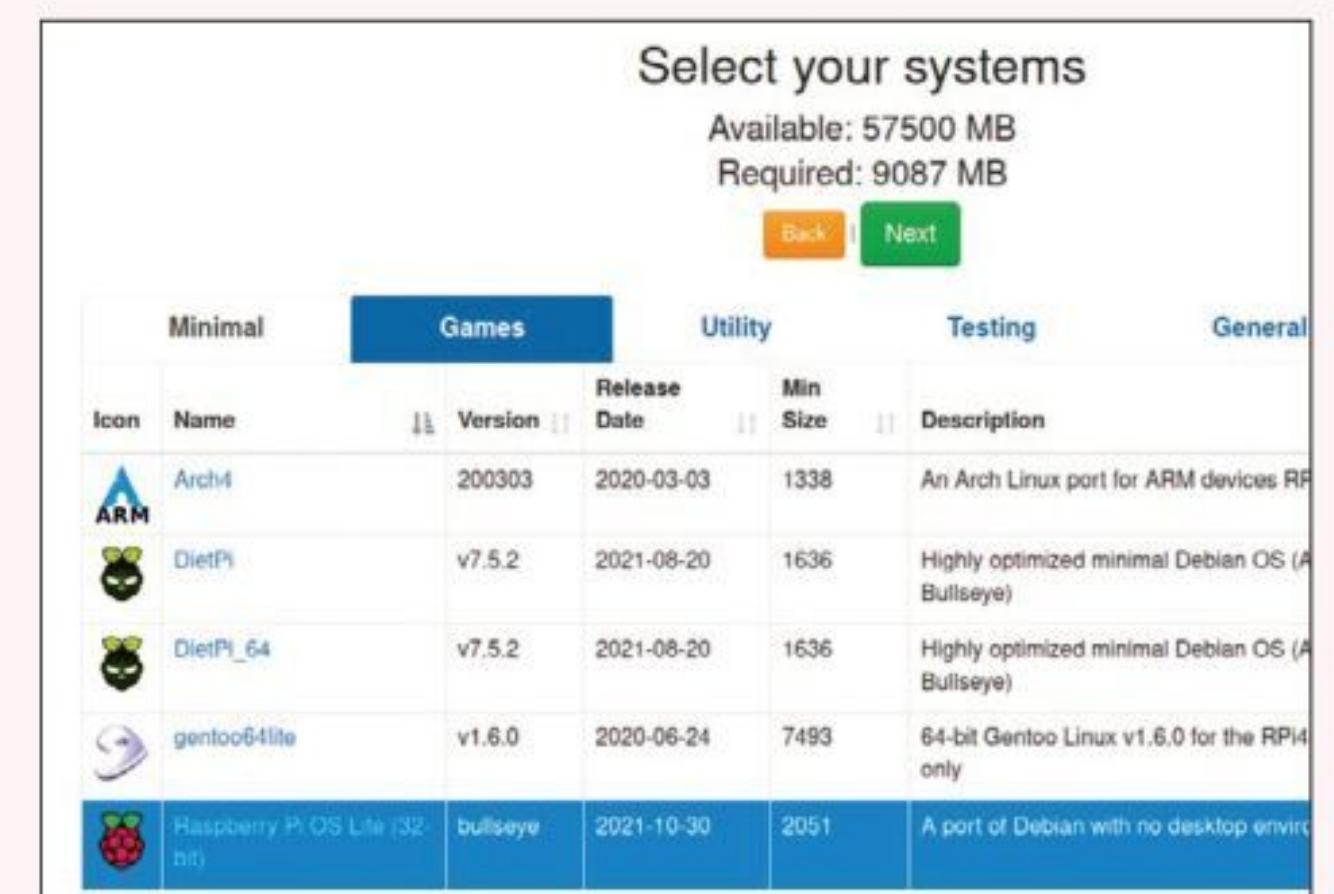 Select your systems
Available: 57500 MB
Required: 9087 MB
Back | Next
Minimal Games Utility Testing General
Icon Name Version Release Date Min Size Description
ARM Arch4 200303 2020-03-03 1338 An Arch Linux port for ARM devices RP
DietPi v7.5.2 2021-08-20 1636 Highly optimized minimal Debian OS (A
Bullseye)
DietPi_64 v7.5.2 2021-08-20 1636 Highly optimized minimal Debian OS (A
Bullseye)
gentoo64lite v1.6.0 2020-06-24 7493 64-bit Gentoo Linux v1.6.0 for the RPi4
only
Raspberry Pi OS Lite (32- bullseye 2021-10-30 2051 A port of Debian with no desktop enviro
bit)